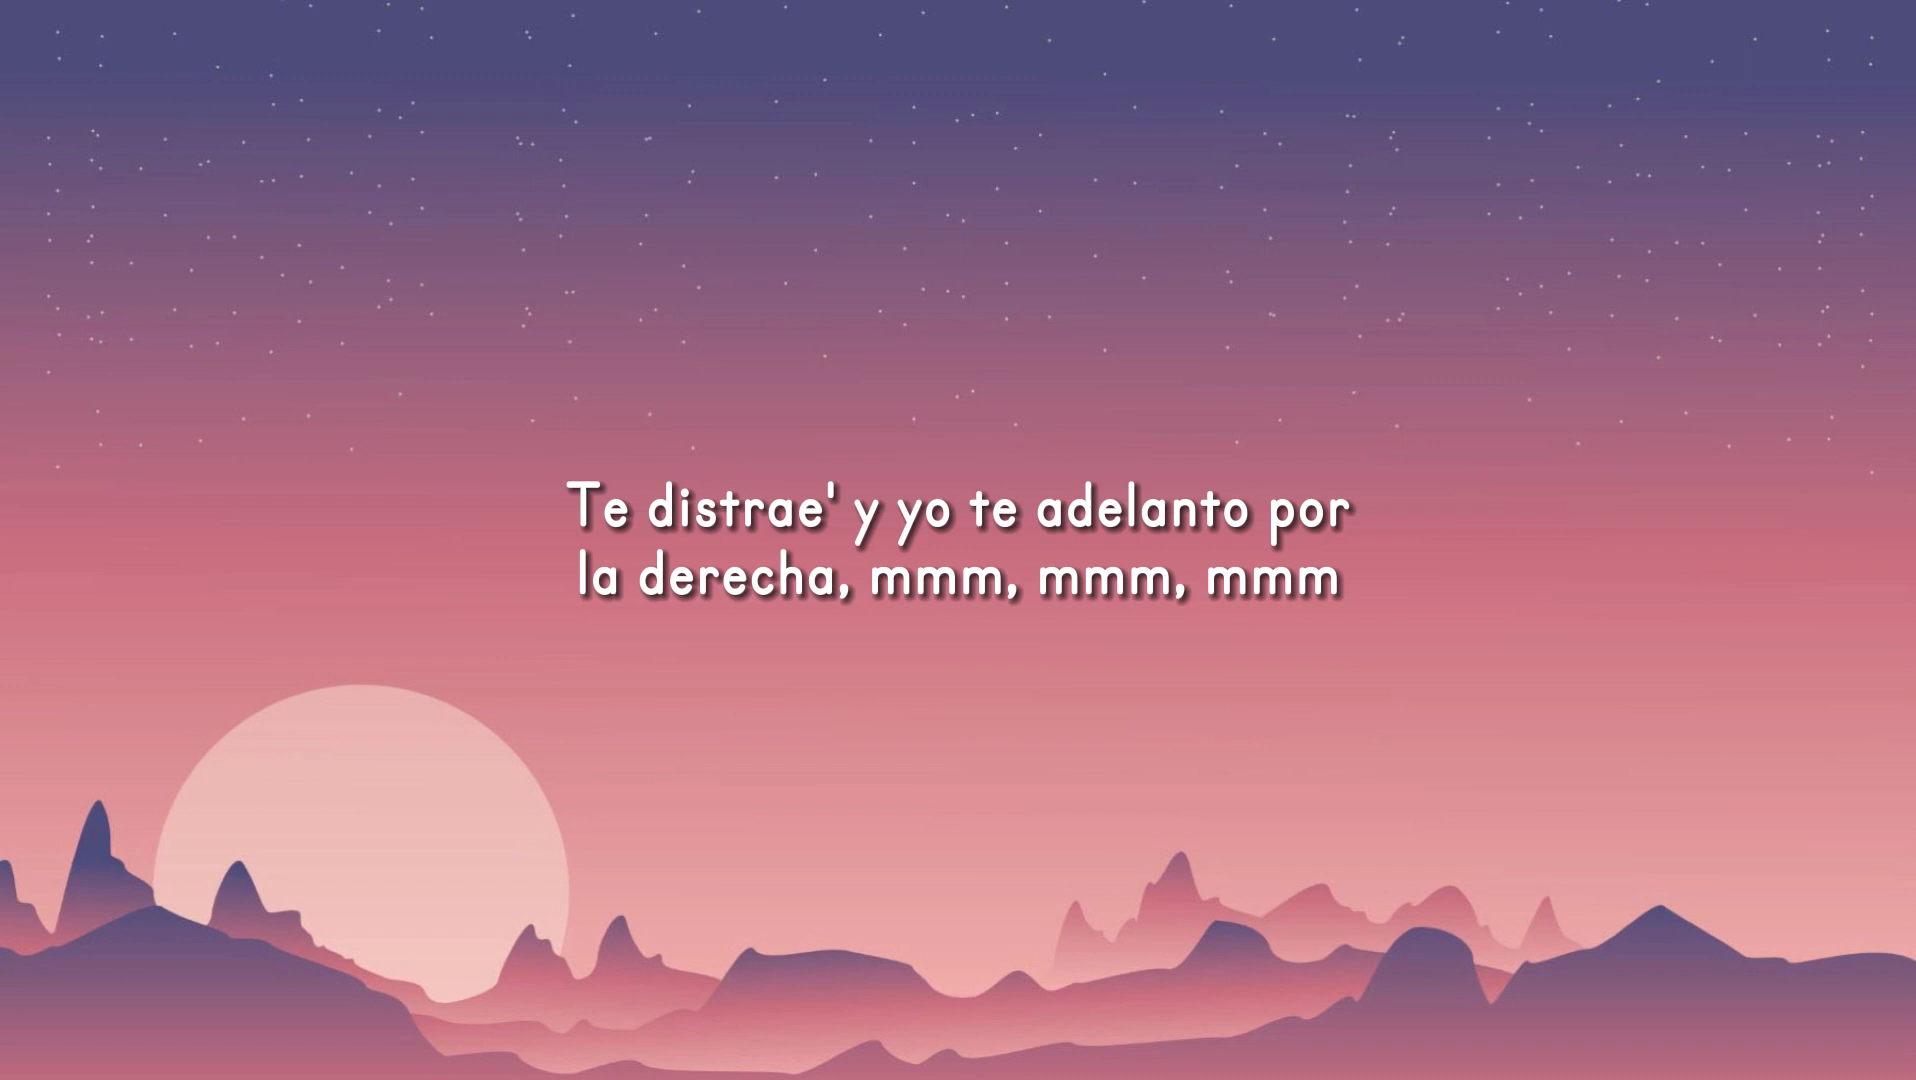 Te distrae' y yo te adelanto por
la derecha, mmm, mmm, mmm